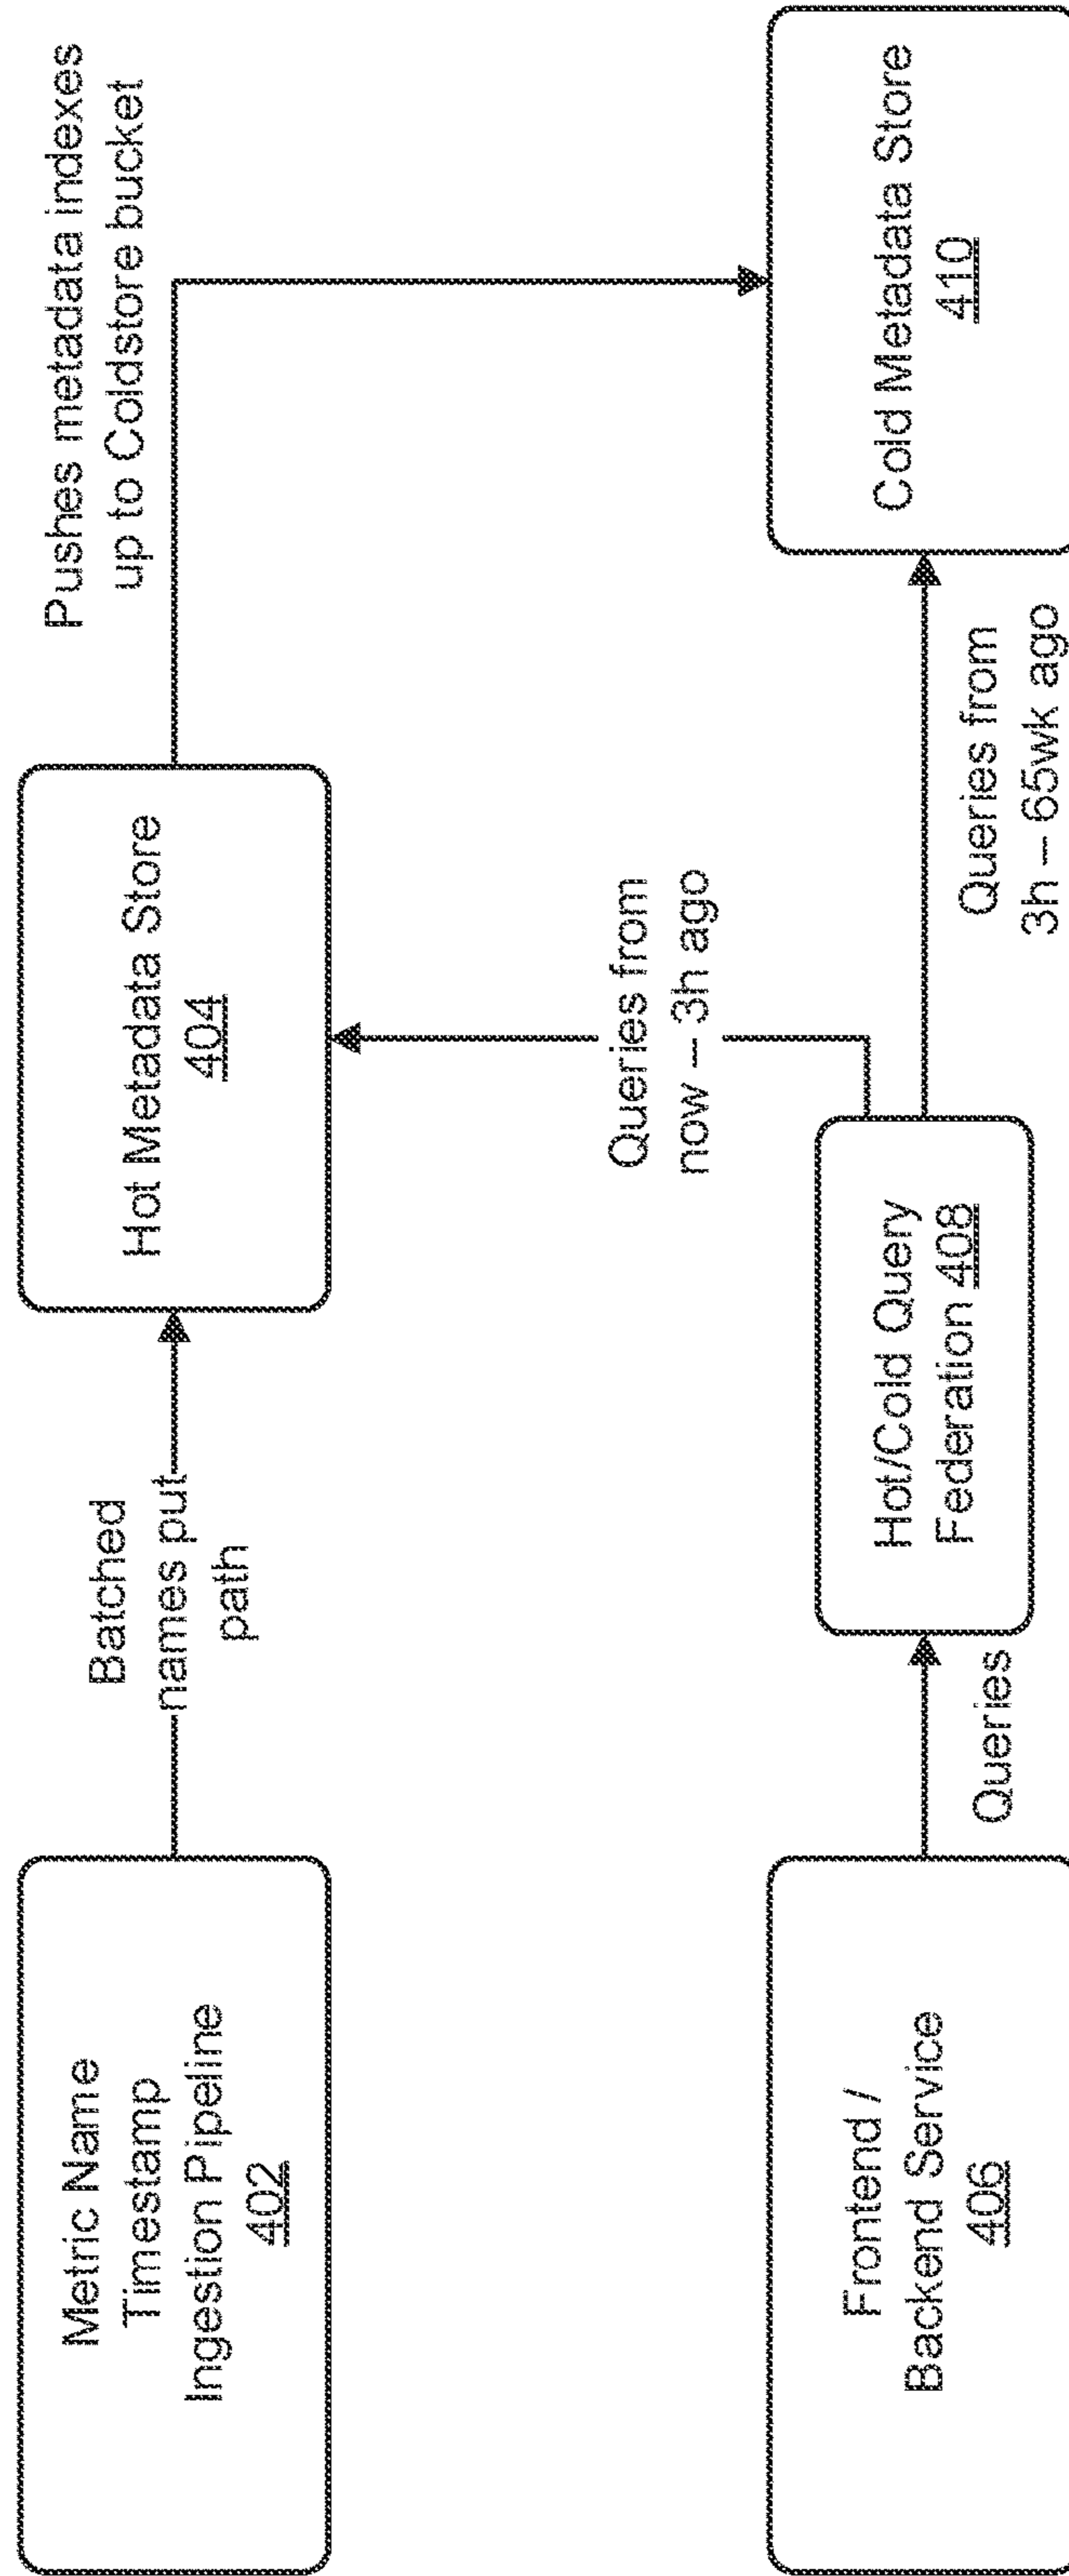 Metric Name
Timestamp
Ingestion Pipeline
402
Batched
names put
path
Hot Metadata Store
404
Pushes metadata indexes
up to Coldstore bucket
Frontend /
Backend Service
406
Queries
Hot/Cold Query
Federation 408
Queries from
now – 3h ago
Queries from
3h – 65wk ago
Cold Metadata Store
410